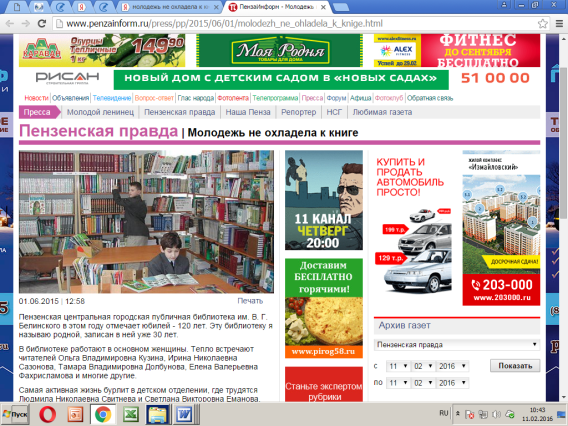 молодежь не охладела к кн
ПензаИнформ - Молодежь
www.penzainform.ru/press/pp/2015/06/01/molodezh_ne_ohladela_k_knige.html
КАРАВАН
Огурцы
Тепличные
1 кг
149,90
Моя Родня
ТОВАРЫ ДЛЯ ДОМА
ALEX
FITNESS
ФИТНЕС
ДО СЕНТЯБРЯ
БЕСПЛАТНО
РИСАН
НОВЫЙ ДОМ С ДЕТСКИМ САДОМ В «НОВЫХ САДАХ»
51 00 00
Новости Объявления Телевидение Вопрос-ответ Глас народа Фотолента Телепрограмма Пресса Форум Афиша Фотоклуб Обратная связь
Пресса Молодой ленинец Пензенская правда Наша Пенза Репортер НСГ Любимая газета
Пензенская правда | Молодежь не охладела к книге
11 КАНАЛ
ЧЕТВЕРГ
20:00
КУПИТЬ И
ПРОДАТЬ
АВТОМОБИЛЬ
ПРОСТО!
199 т.р.
129 т.р.
«Измайловский»
ДОСРОЧНАЯ СДАЧА!
203-000
www.203000.ru
Доставим
БЕСПЛАТНО
горячими!
www.pirog58.ru
Станьте экспертом
рубрики
01.06.2015 | 12:58
Печать
Пензенская центральная городская публичная библиотека им. В. Г.
Белинского в этом году отмечает юбилей - 120 лет. Эту библиотеку я
называю родной, записан в ней уже 30 лет.
В библиотеке работают в основном женщины. Тепло встречают
читателей Ольга Владимировна Кузина, Ирина Николаевна
Сазонова, Тамара Владимировна Долбунова, Елена Валерьевна
Фахрисламова и многие другие.
Самая активная жизнь бурлит в детском отделении, где трудятся
Людмила Николаевна Свитнева и Светлана Викторовна Еманова.
Архив газет
Пензенская правда
с 11 02 2016 Показать
по 11 02 2016
Пуск
RU
10:43
11.02.2016